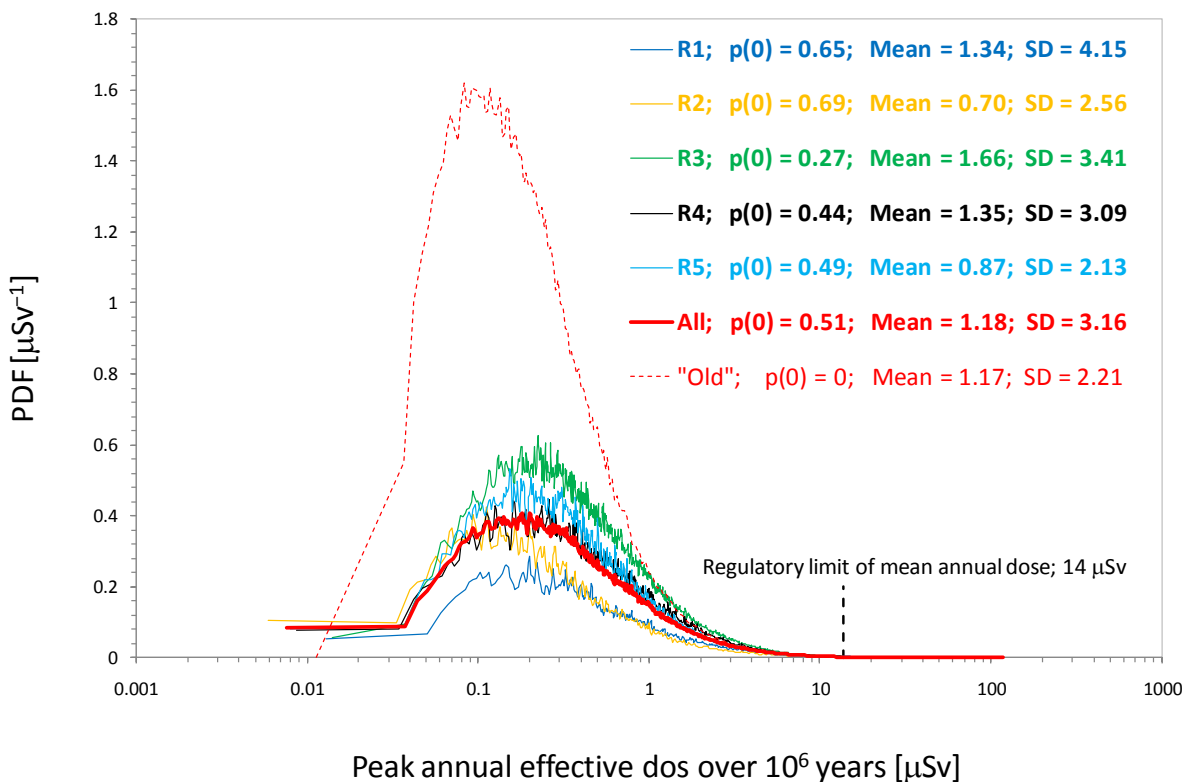 1.8
1.6
1.4
1.2
1
0.8
0.6
0.4
0.2
0
PDF [μSv⁻¹]
R1; p(0) = 0.65; Mean = 1.34; SD = 4.15
R2; p(0) = 0.69; Mean = 0.70; SD = 2.56
R3; p(0) = 0.27; Mean = 1.66; SD = 3.41
R4; p(0) = 0.44; Mean = 1.35; SD = 3.09
R5; p(0) = 0.49; Mean = 0.87; SD = 2.13
All; p(0) = 0.51; Mean = 1.18; SD = 3.16
"Old"; p(0) = 0; Mean = 1.17; SD = 2.21
Regulatory limit of mean annual dose; 14 μSv
0.001 0.01 0.1 1 10 100 1000
Peak annual effective dos over 10⁶ years [μSv]